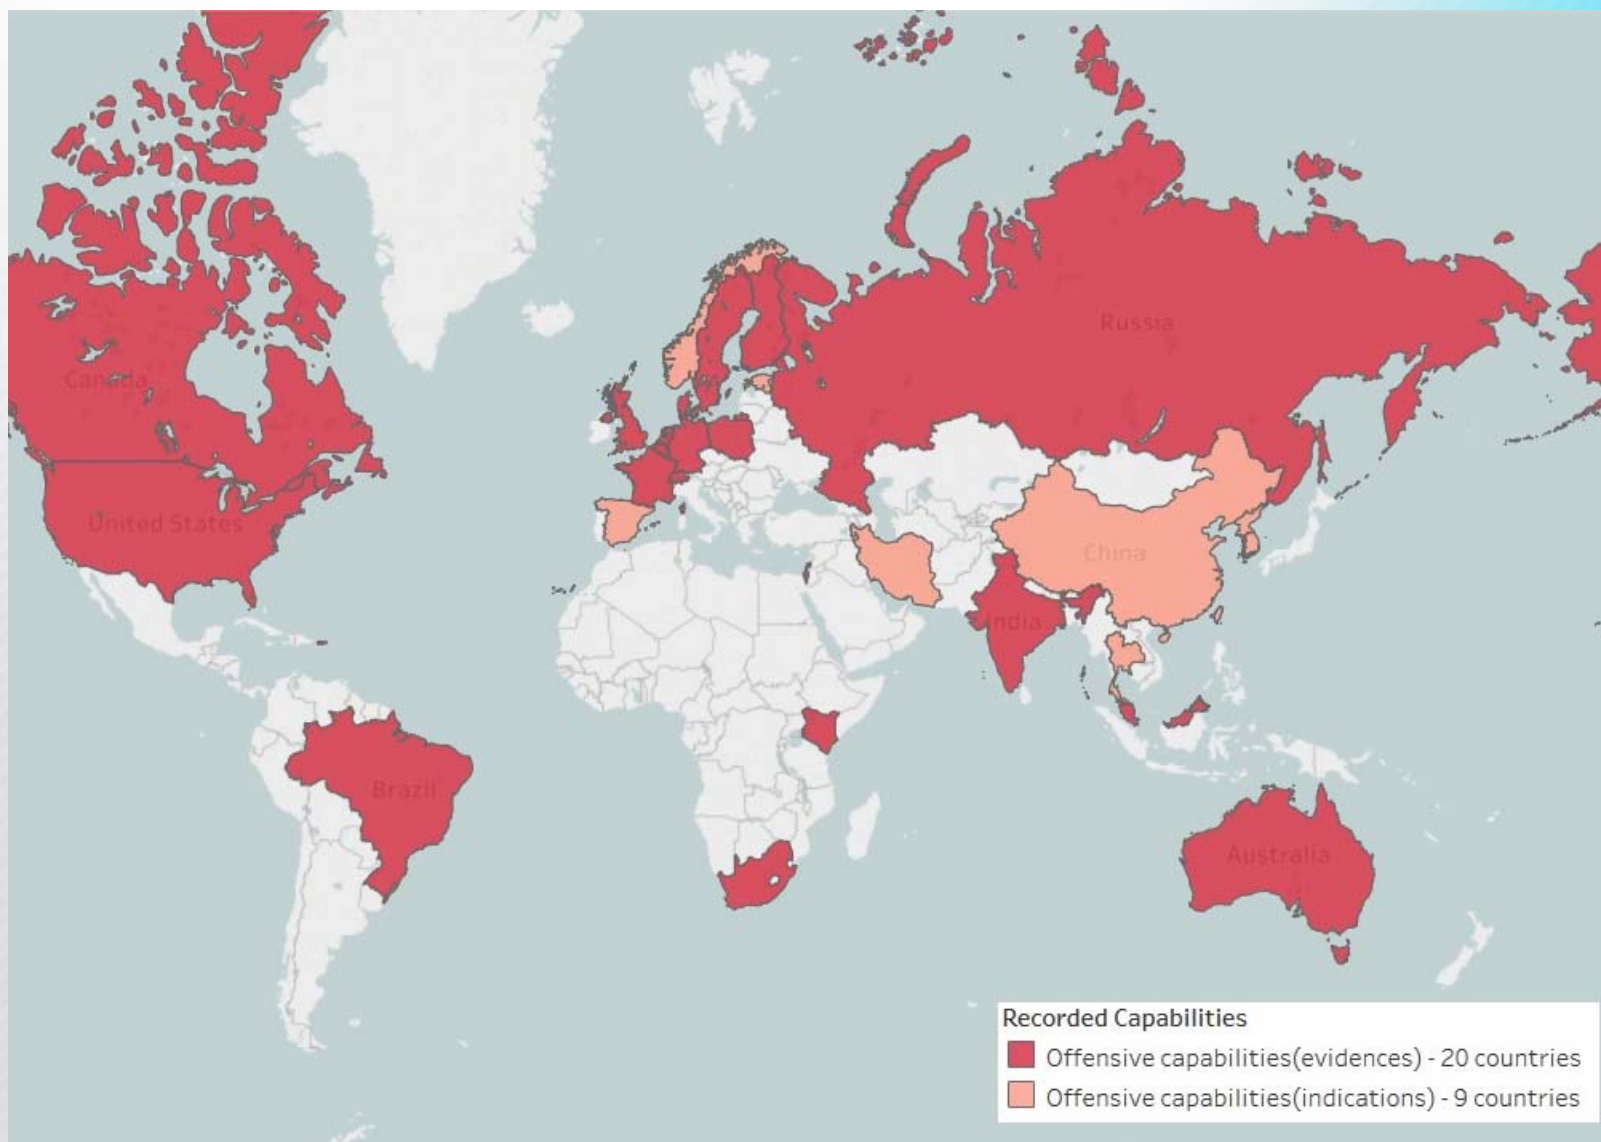 Russia
Canada
United States
China
India
Brazil
Australia
Recorded Capabilities
Offensive capabilities(evidences) - 20 countries
Offensive capabilities(indications) - 9 countries